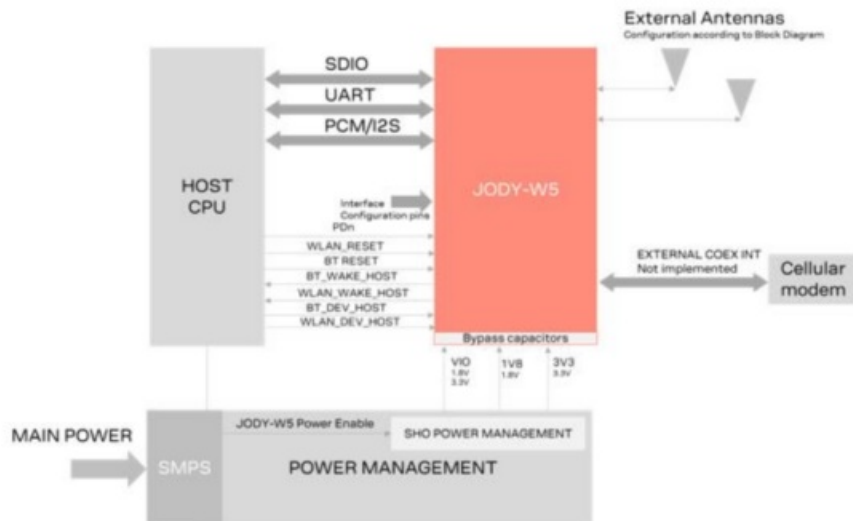 External Antennas
Configuration according to Block Diagram
SDIO
UART
PCM/I2S
HOST
CPU
JODY-W5
Interface
Configuration pins
PDn
WLAN_RESET
BT RESET
BT_WAKE_HOST
WLAN_WAKE_HOST
BT_DEV_HOST
WLAN_DEV_HOST
EXTERNAL COEX INT
Not implemented
Cellular
modem
Bypass capacitors
VIO
1.8V
3.3V
1V8
1.8V
3V3
3.3V
MAIN POWER
JODY-W5 Power Enable
SHO POWER MANAGEMENT
SMPS
POWER MANAGEMENT